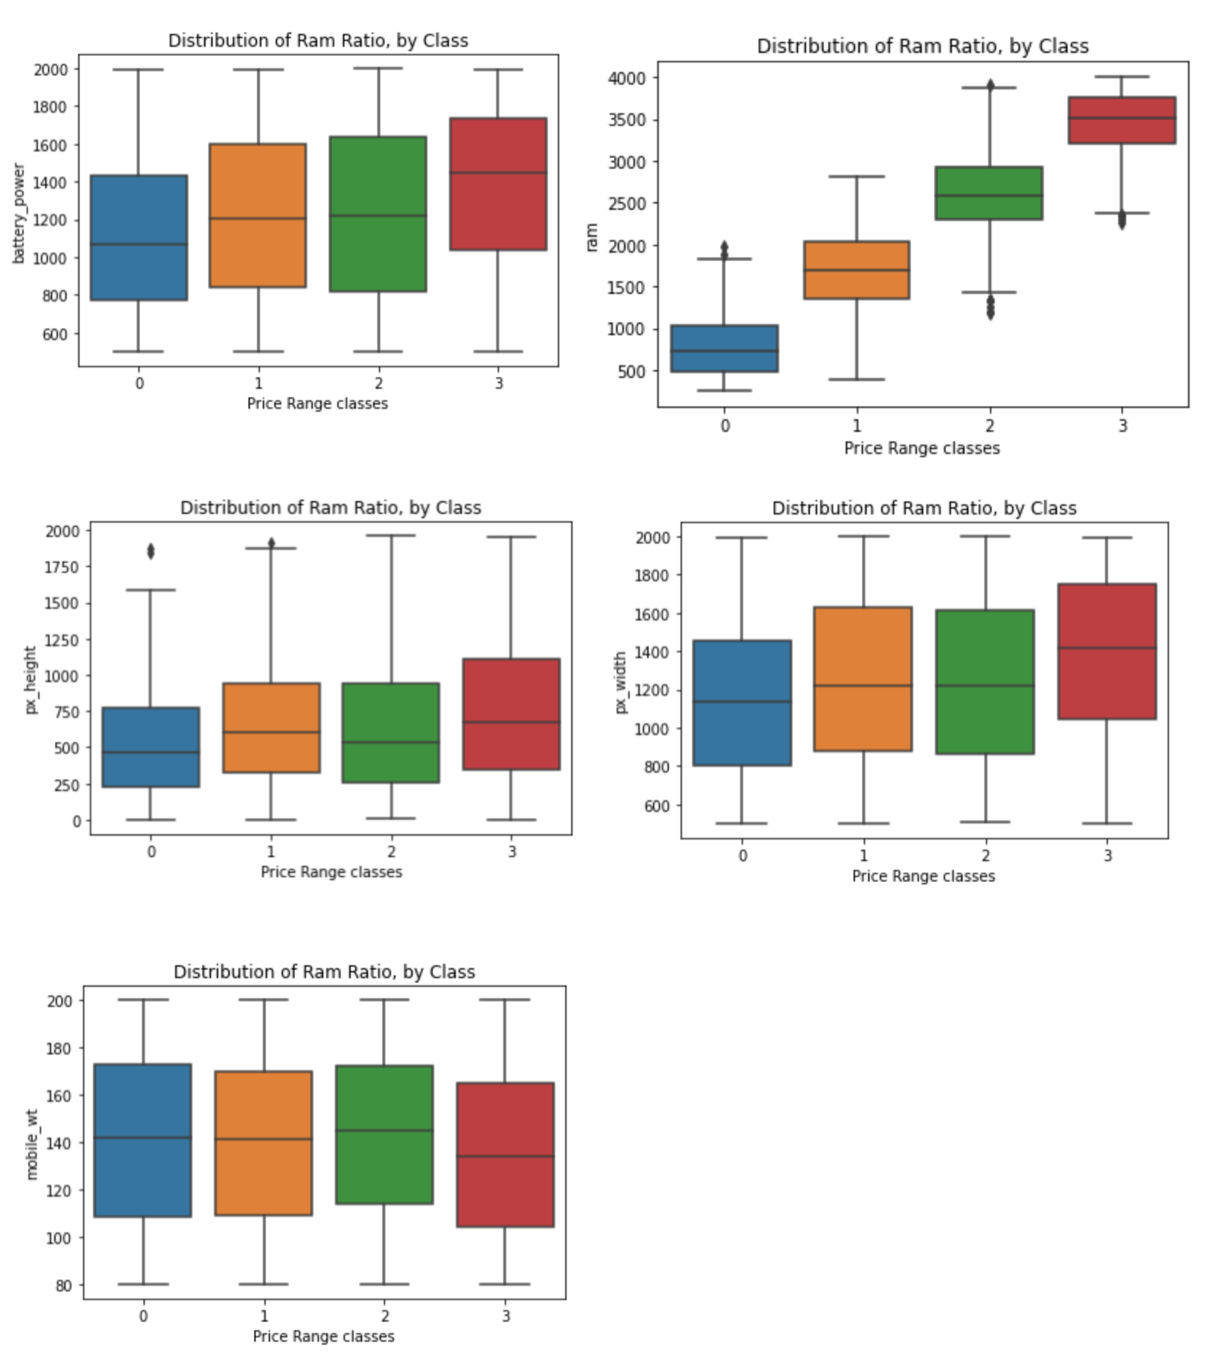 Distribution of Ram Ratio, by Class
2000
1800
1600
1400
1200
1000
800
600
battery_power
0 1 2 3
Price Range classes
Distribution of Ram Ratio, by Class
4000
3500
3000
2500
2000
1500
1000
500
ram
0 1 2 3
Price Range classes
Distribution of Ram Ratio, by Class
2000
1750
1500
1250
1000
750
500
250
0
px_height
0 1 2 3
Price Range classes
Distribution of Ram Ratio, by Class
2000
1800
1600
1400
1200
1000
800
600
px_width
0 1 2 3
Price Range classes
Distribution of Ram Ratio, by Class
200
180
160
140
120
100
80
mobile_wt
0 1 2 3
Price Range classes